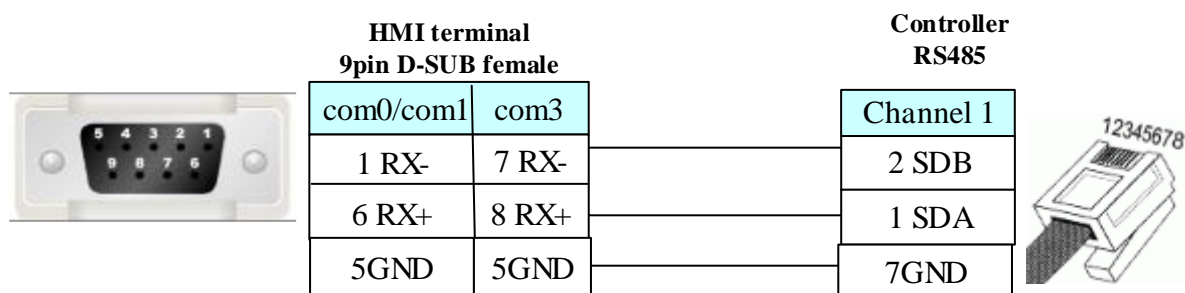 HMI terminal
9pin D-SUB female
Controller
RS485
com0/com1 com3
Channel 1
5 4 3 2 1
9 8 7 6
12345678
1 RX- 7 RX-
2 SDB
6 RX+ 8 RX+
1 SDA
5GND 5GND
7GND